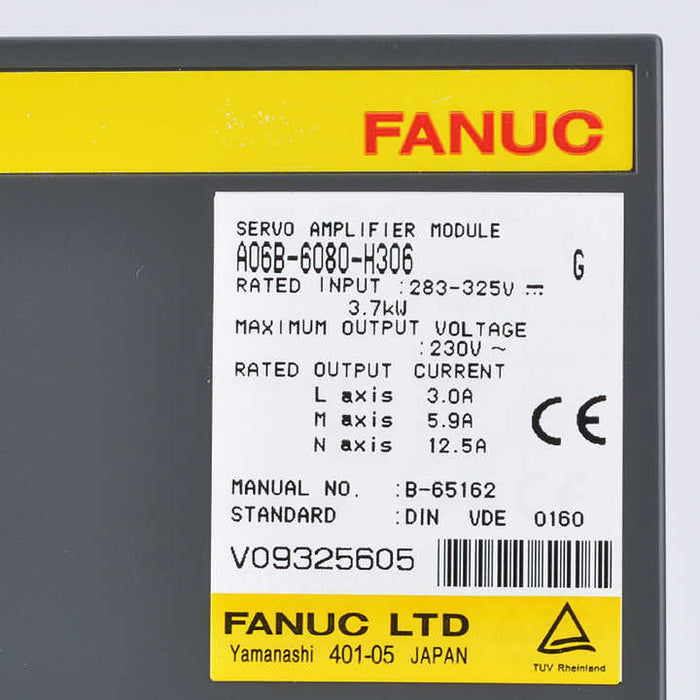 FANUC
SERVO AMPLIFIER MODULE
A06B-6080-H306 G
RATED INPUT :283-325V ⎓
3.7kW
MAXIMUM OUTPUT VOLTAGE
:230V ~
RATED OUTPUT CURRENT
L axis 3.0A
M axis 5.9A
N axis 12.5A
CE
MANUAL NO. :B-65162
STANDARD :DIN VDE 0160
V09325605
FANUC LTD
Yamanashi 401-05 JAPAN
TUV Rheinland